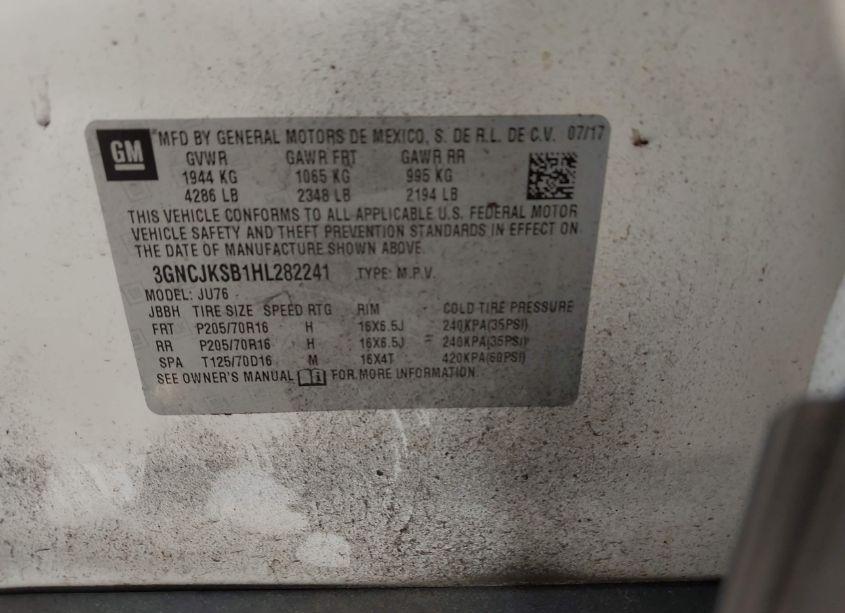 GM MFD BY GENERAL MOTORS DE MEXICO, S. DE R.L. DE C.V. 07/17
GVWR GAWR FRT GAWR RR
1944 KG 1065 KG 995 KG
4286 LB 2348 LB 2194 LB
THIS VEHICLE CONFORMS TO ALL APPLICABLE U.S. FEDERAL MOTOR
VEHICLE SAFETY AND THEFT PREVENTION STANDARDS IN EFFECT ON
THE DATE OF MANUFACTURE SHOWN ABOVE.
3GNCJKSB1HL282241 TYPE: M.P.V.
MODEL: JU76
JBBH TIRE SIZE SPEED RTG RIM COLD TIRE PRESSURE
FRT P205/70R16 H 16X6.5J 240KPA(35PSI)
RR P205/70R16 H 16X6.5J 240KPA(35PSI)
SPA T125/70D16 M 16X4T 420KPA(60PSI)
SEE OWNER'S MANUAL FOR MORE INFORMATION